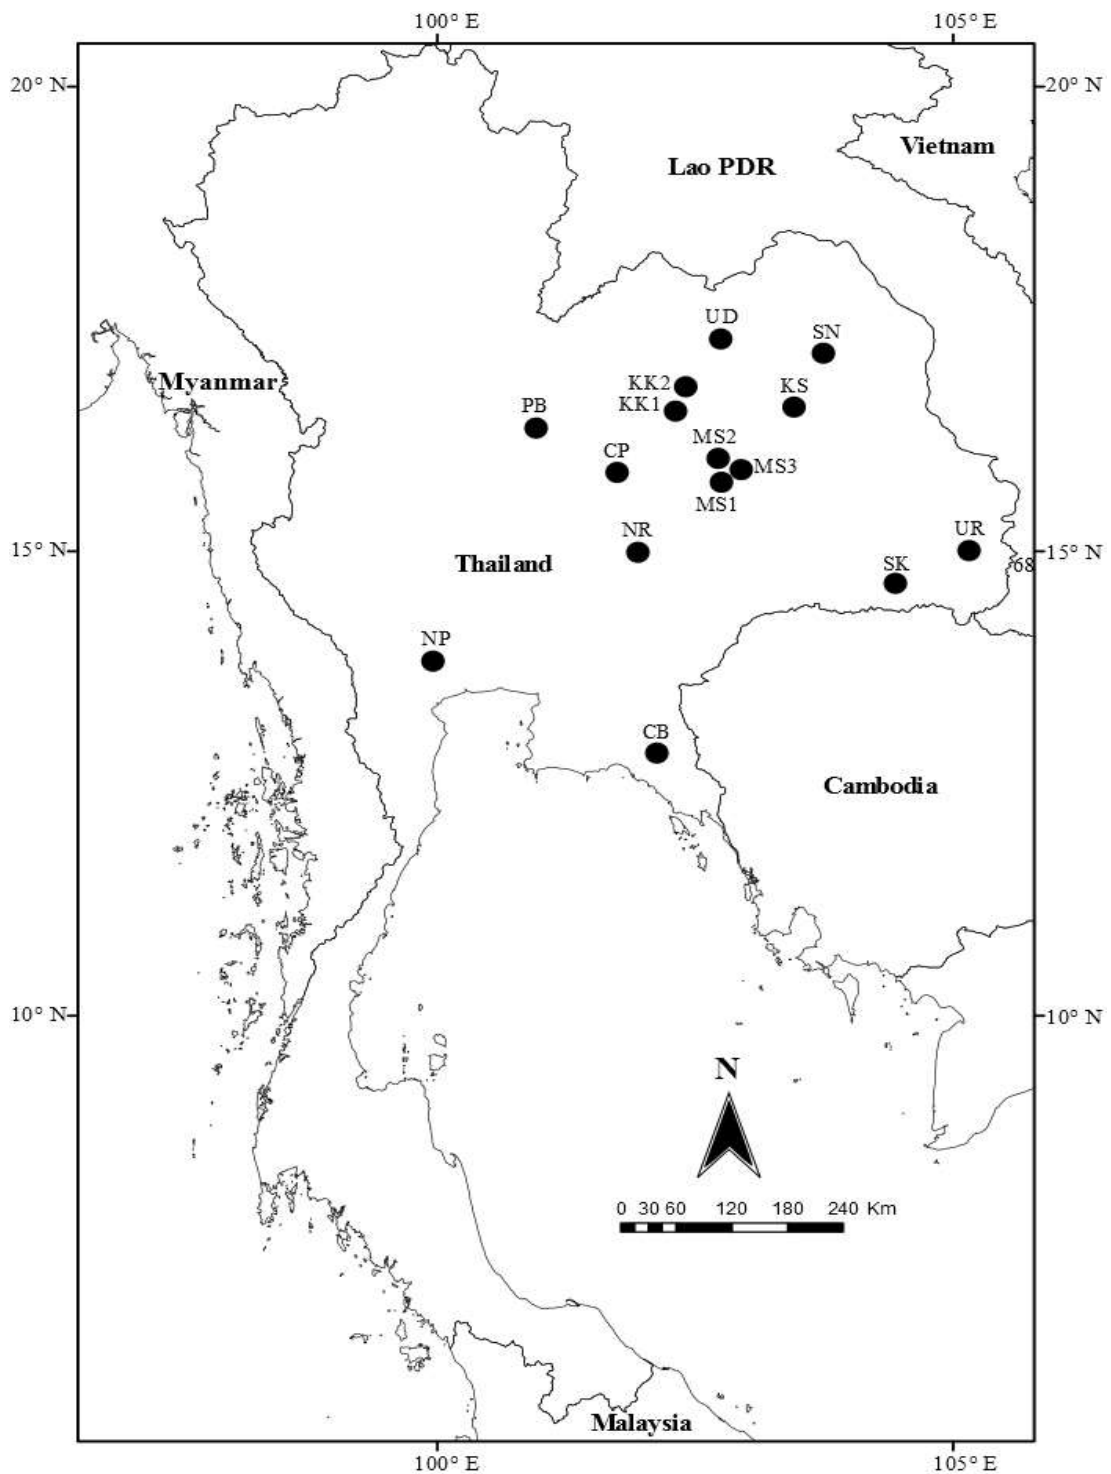 100° E 105° E
20° N 20° N
Vietnam
Lao PDR
UD
SN
Myanmar
KK2
KS
KK1
PB
MS2
CP
MS3
MS1
NR
UR
15° N 15° N
Thailand
SK
68
NP
CB
Cambodia
10° N 10° N
N
0 30 60 120 180 240 Km
Malaysia
100° E 105° E